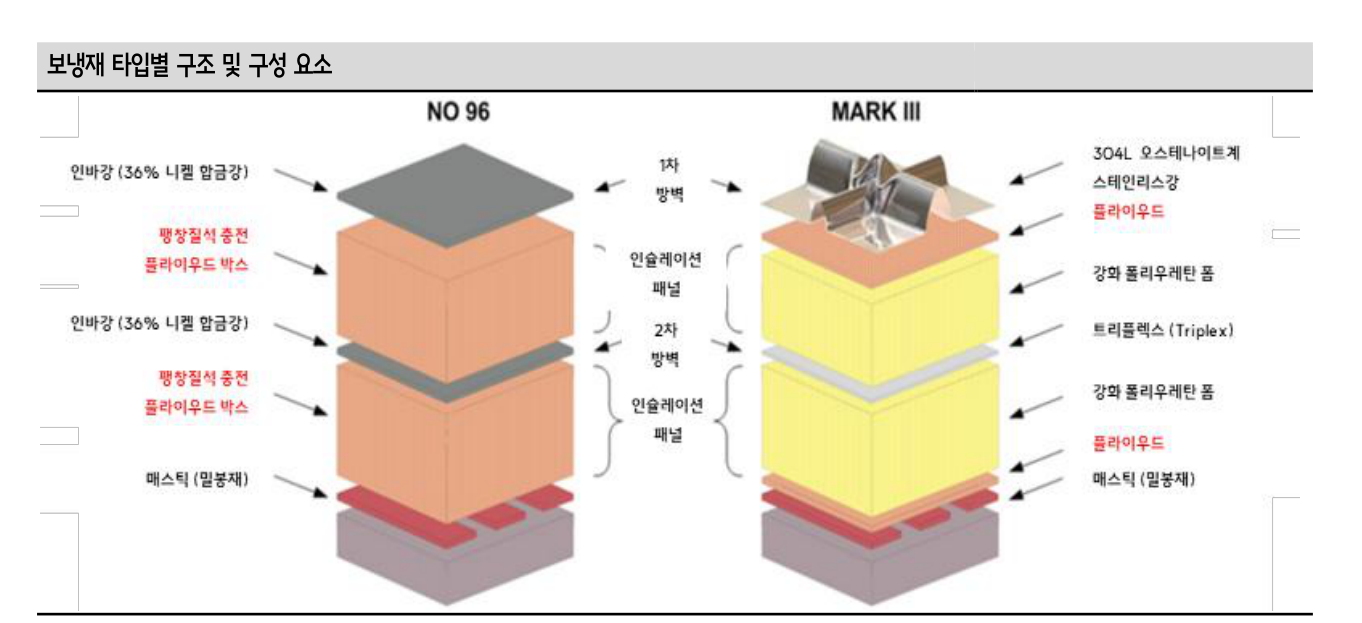 보냉재 타입별 구조 및 구성 요소
NO 96
MARK III
인바강 (36% 니켈 합금강)
팽창질석 충전
플라이우드 박스
인바강 (36% 니켈 합금강)
팽창질석 충전
플라이우드 박스
매스틱 (밀봉재)
1차
방벽
인슐레이션
패널
2차
방벽
인슐레이션
패널
304L 오스테나이트계
스테인리스강
플라이우드
강화 폴리우레탄 폼
트리플렉스 (Triplex)
강화 폴리우레탄 폼
플라이우드
매스틱 (밀봉재)